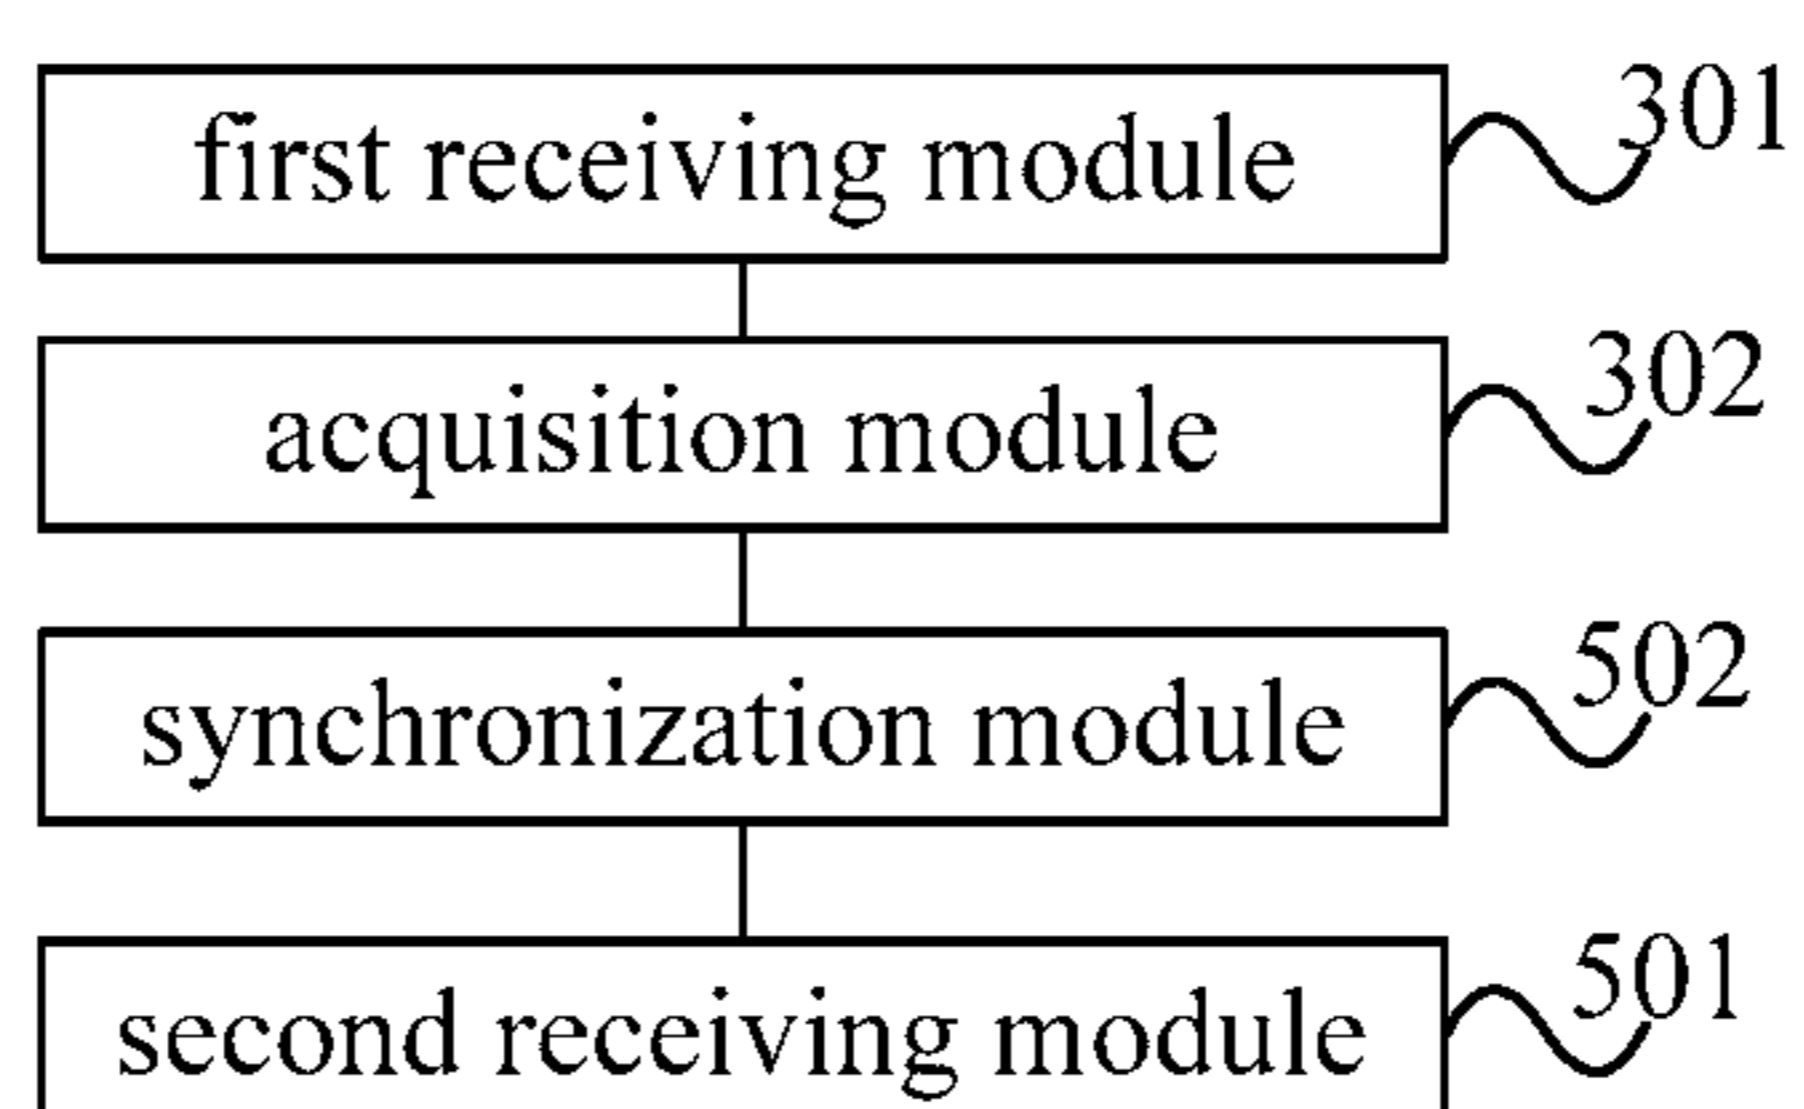 first receiving module 301
acquisition module 302
synchronization module 502
second receiving module 501